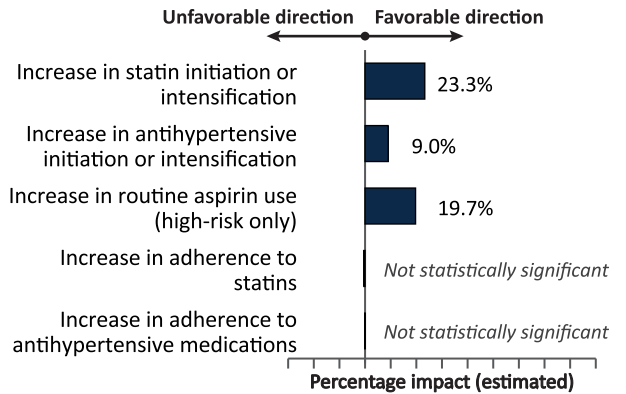 Unfavorable direction
Favorable direction
Increase in statin initiation or
intensification
23.3%
Increase in antihypertensive
initiation or intensification
9.0%
Increase in routine aspirin use
(high-risk only)
19.7%
Increase in adherence to
statins
Not statistically significant
Increase in adherence to
antihypertensive medications
Not statistically significant
Percentage impact (estimated)